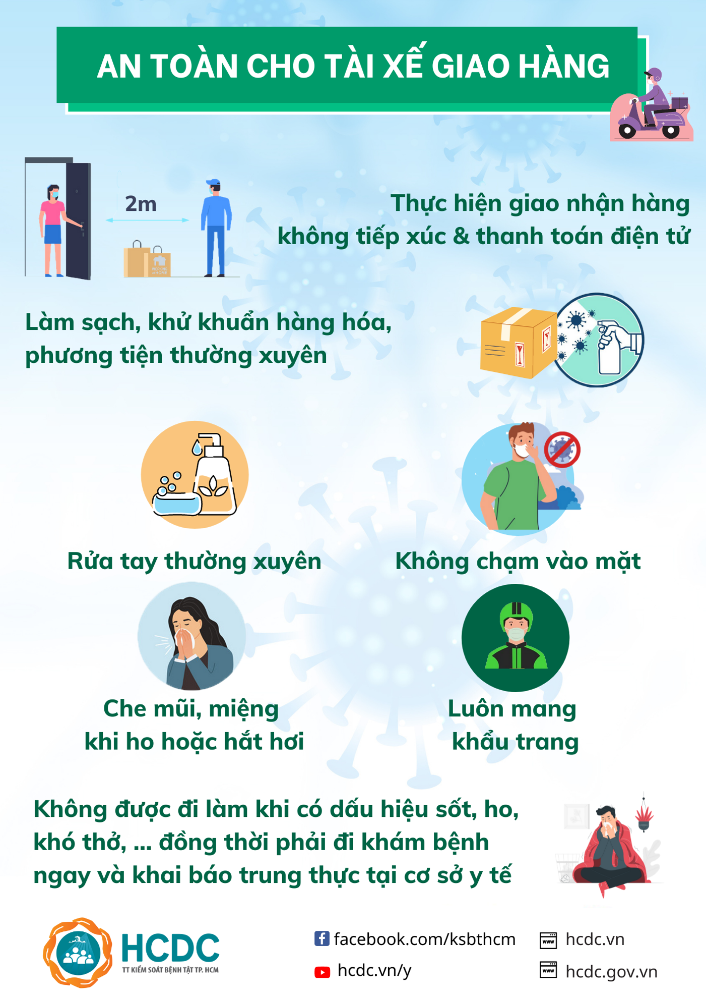 AN TOÀN CHO TÀI XẾ GIAO HÀNG
2m
WORKING
at HOME
Thực hiện giao nhận hàng
không tiếp xúc & thanh toán điện tử
Làm sạch, khử khuẩn hàng hóa,
phương tiện thường xuyên
Rửa tay thường xuyên
Không chạm vào mặt
Che mũi, miệng
khi ho hoặc hắt hơi
Luôn mang
khẩu trang
Không được đi làm khi có dấu hiệu sốt, ho,
khó thở, ... đồng thời phải đi khám bệnh
ngay và khai báo trung thực tại cơ sở y tế
HCDC
TT KIỂM SOÁT BỆNH TẬT TP. HCM
facebook.com/ksbthcm
hcdc.vn/y
www
hcdc.vn
www
hcdc.gov.vn